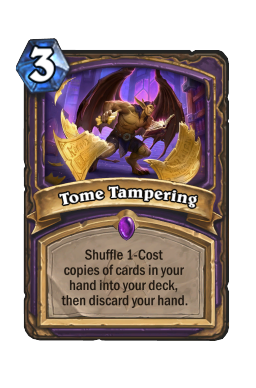 3
Tome Tampering
Shuffle 1-Cost
copies of cards in your
hand into your deck,
then discard your hand.